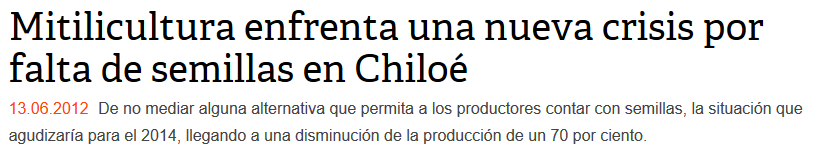 Mitilicultura enfrenta una nueva crisis por
falta de semillas en Chiloé
13.06.2012 De no mediar alguna alternativa que permita a los productores contar con semillas, la situación que
agudizaría para el 2014, llegando a una disminución de la producción de un 70 por ciento.